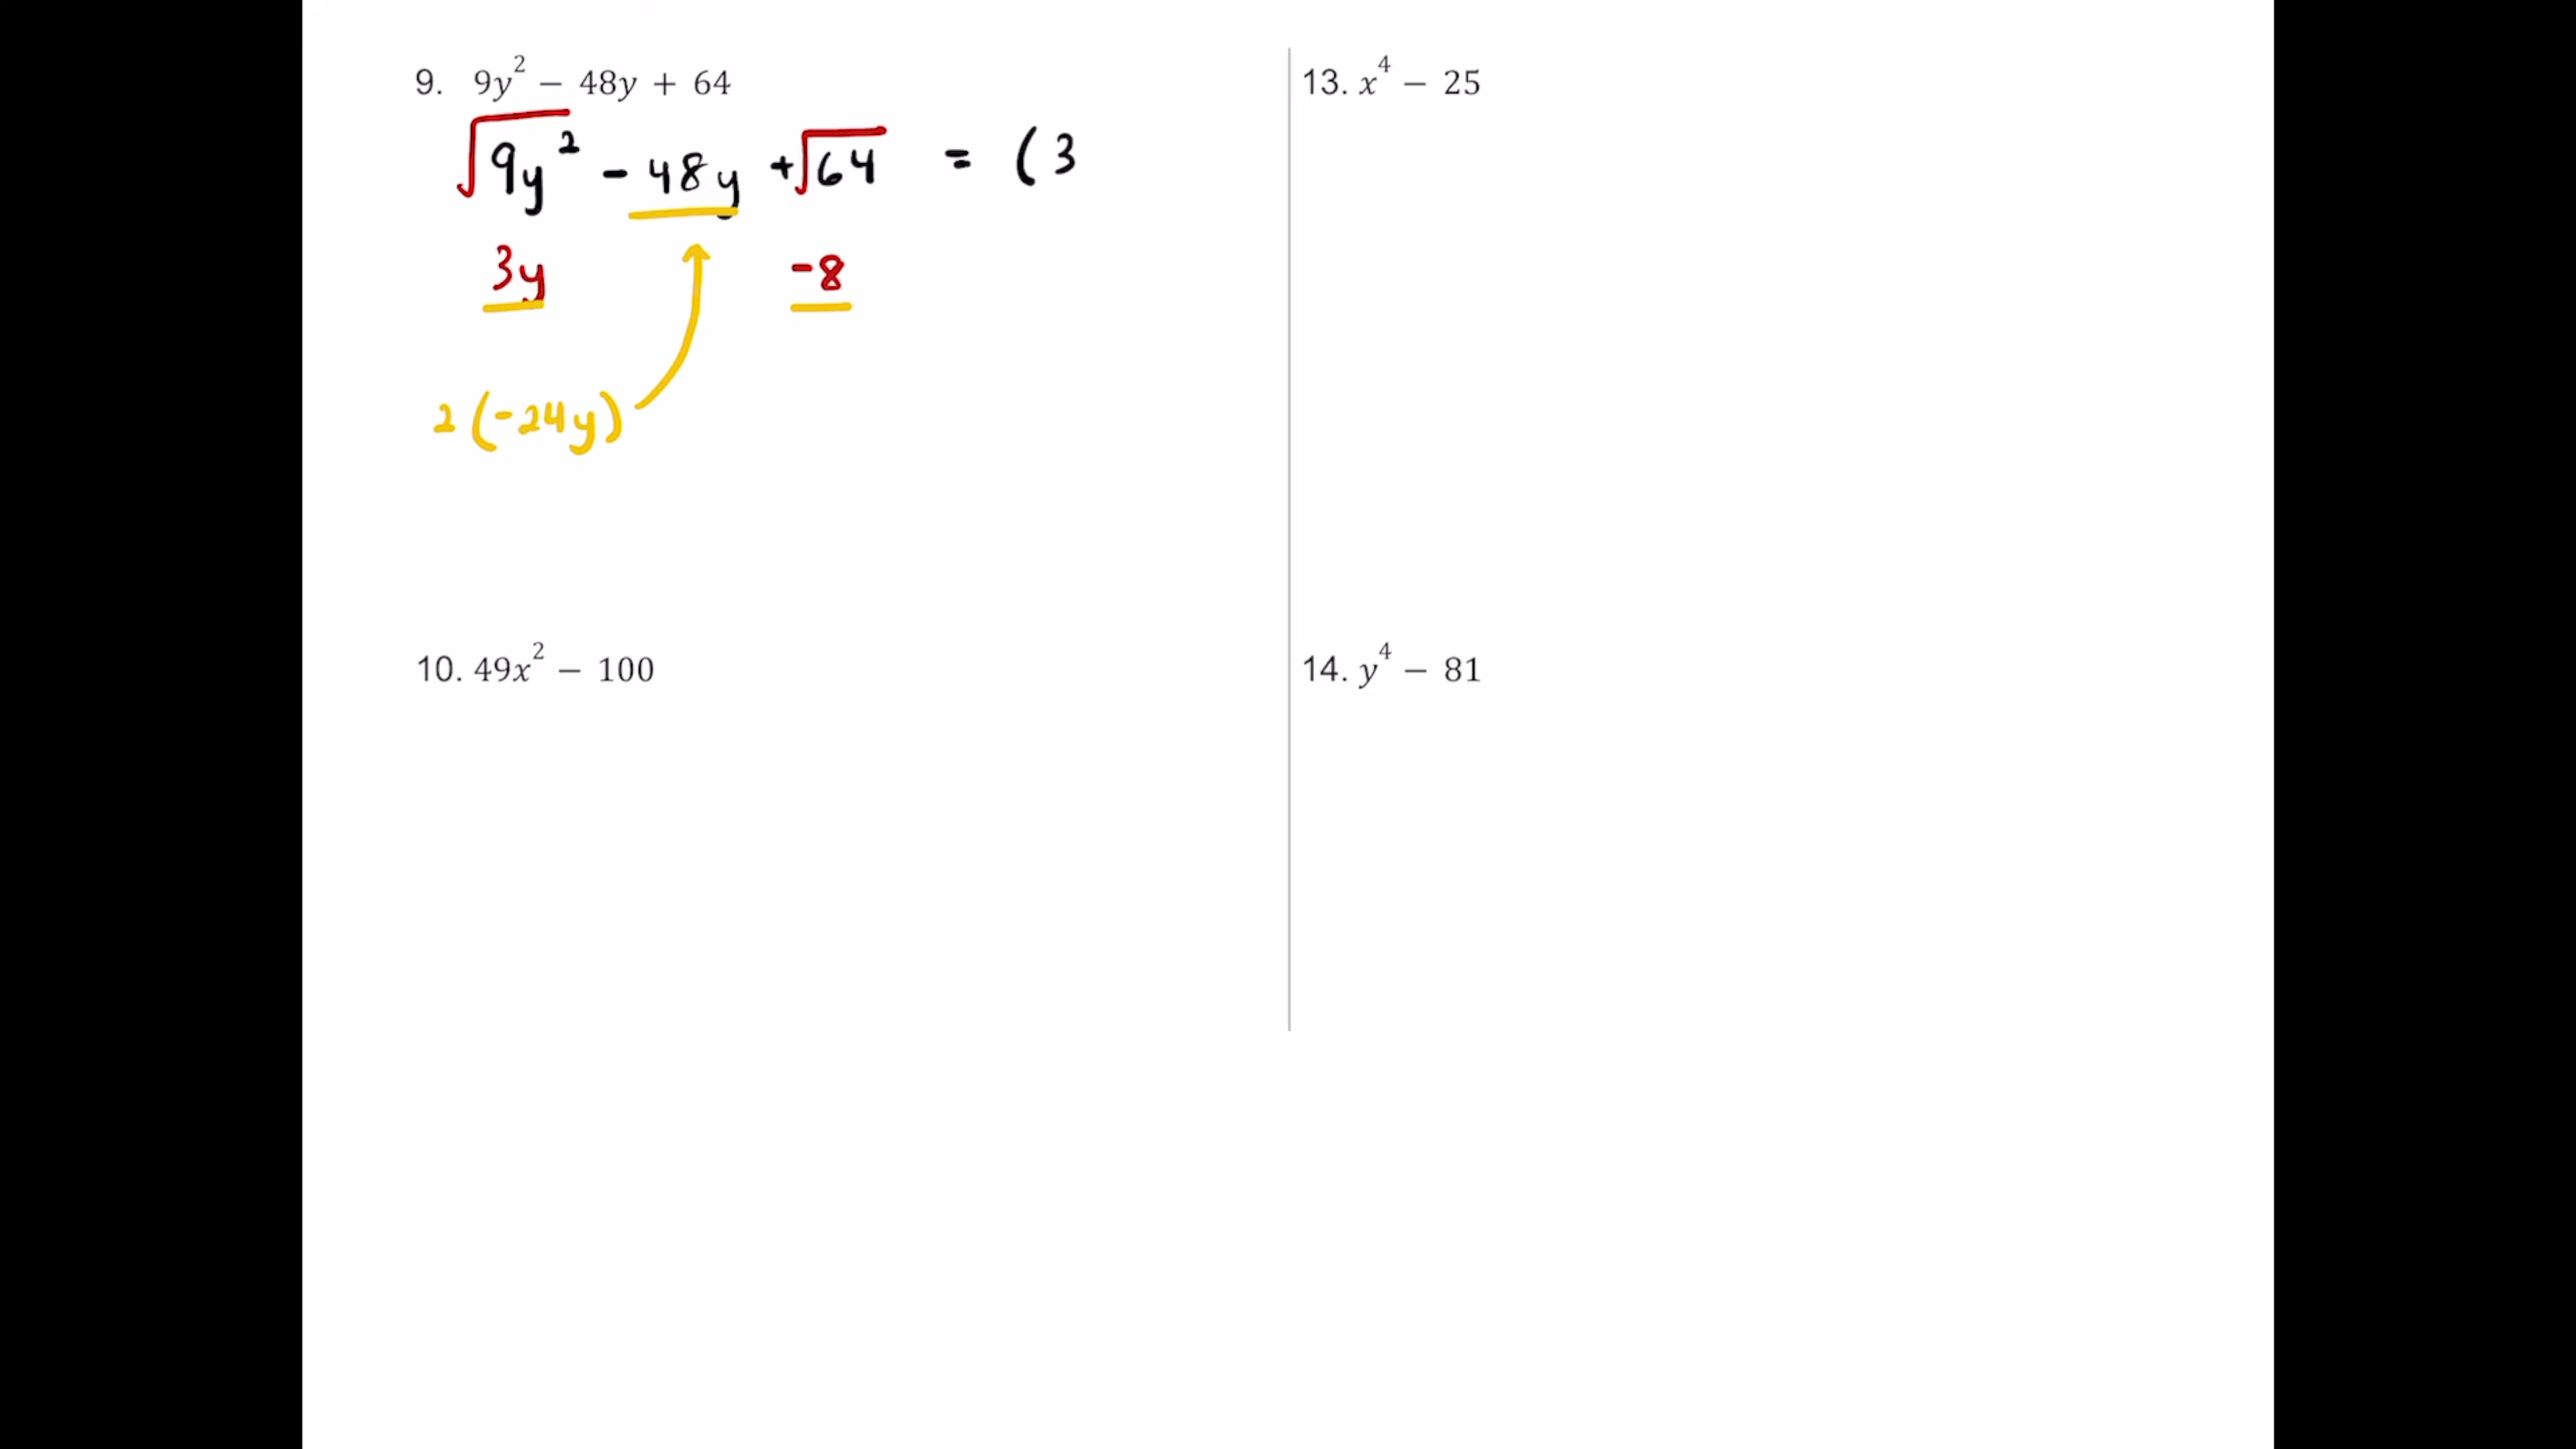 9. 9y² − 48y + 64
√9y² - 48y + √64 = (3
3y -8
2(-24y)
10. 49x² − 100
13. x⁴ − 25
14. y⁴ − 81